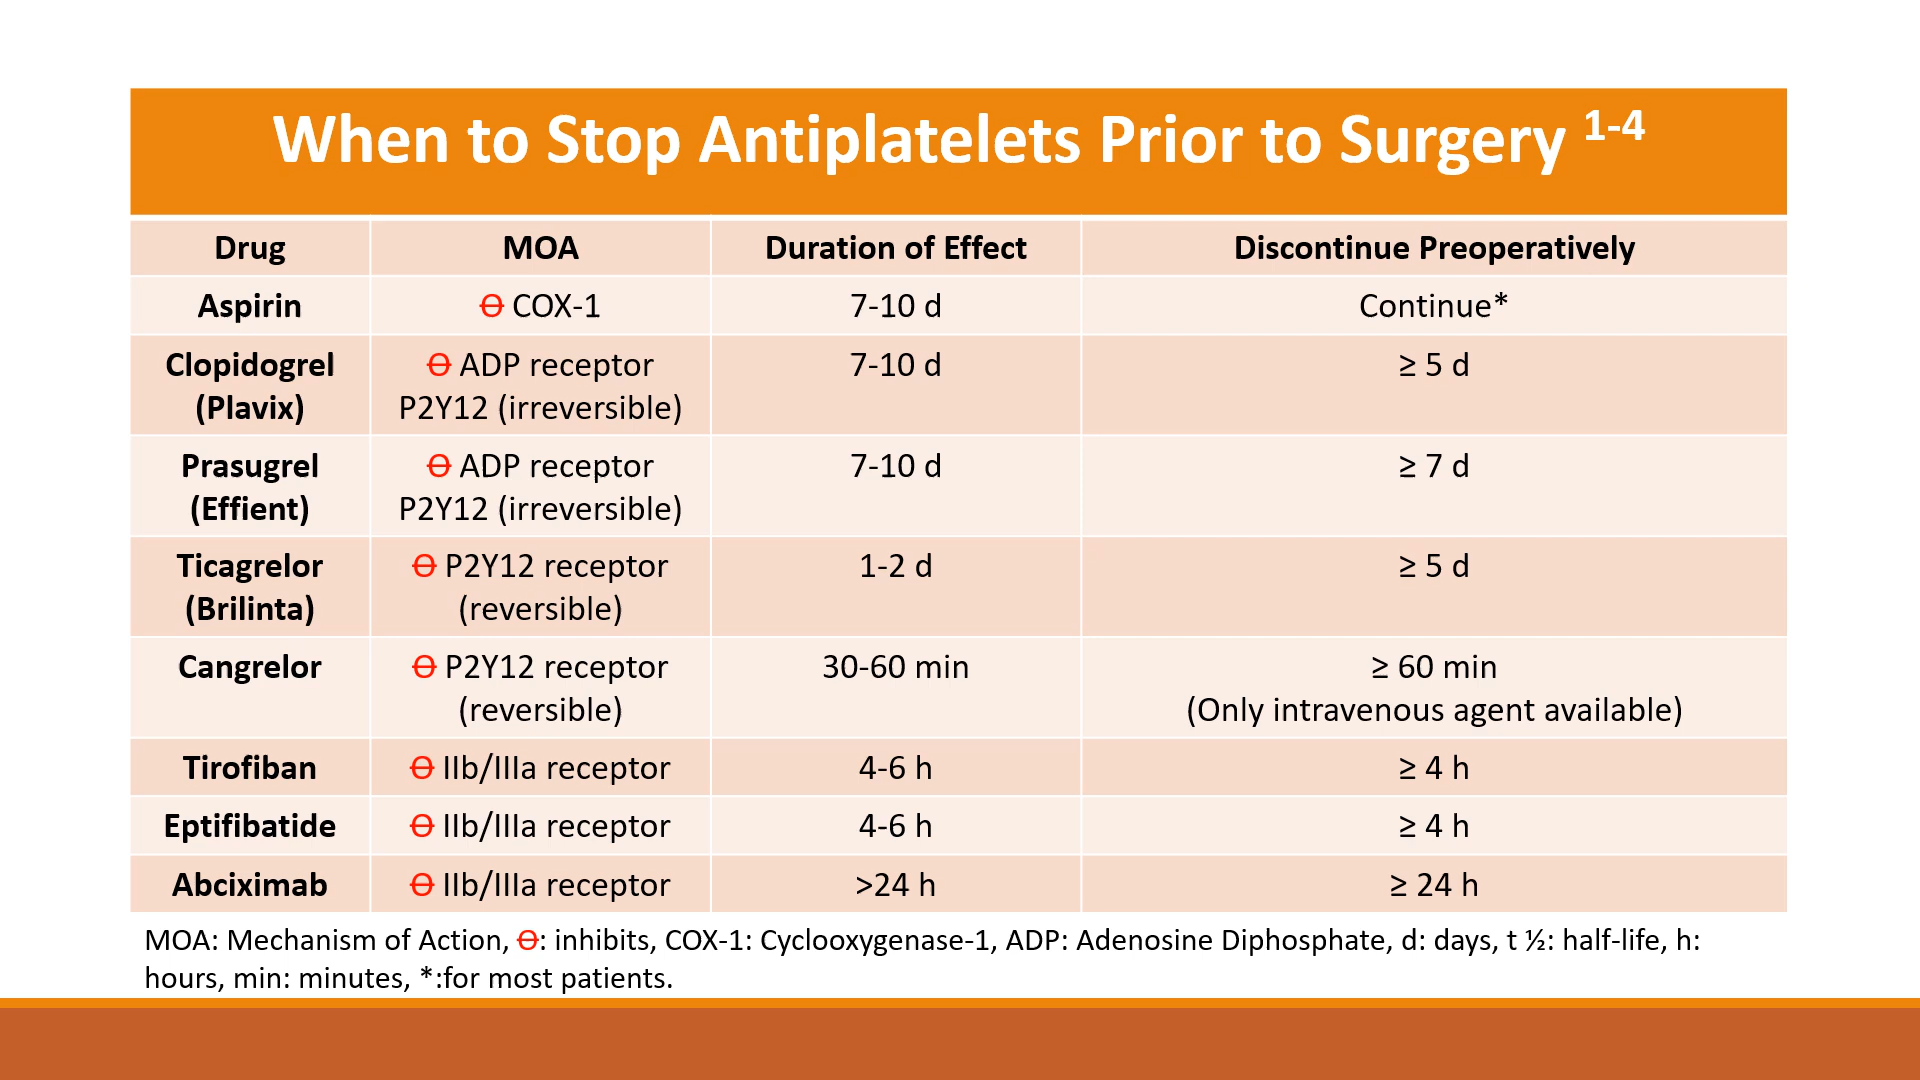 When to Stop Antiplatelets Prior to Surgery 1-4
Drug MOA Duration of Effect Discontinue Preoperatively
Aspirin Ɵ COX-1 7-10 d Continue*
Clopidogrel Ɵ ADP receptor 7-10 d ≥ 5 d
(Plavix) P2Y12 (irreversible)
Prasugrel Ɵ ADP receptor 7-10 d ≥ 7 d
(Effient) P2Y12 (irreversible)
Ticagrelor Ɵ P2Y12 receptor 1-2 d ≥ 5 d
(Brilinta) (reversible)
Cangrelor Ɵ P2Y12 receptor 30-60 min ≥ 60 min
(reversible) (Only intravenous agent available)
Tirofiban Ɵ IIb/IIIa receptor 4-6 h ≥ 4 h
Eptifibatide Ɵ IIb/IIIa receptor 4-6 h ≥ 4 h
Abciximab Ɵ IIb/IIIa receptor >24 h ≥ 24 h
MOA: Mechanism of Action, Ɵ: inhibits, COX-1: Cyclooxygenase-1, ADP: Adenosine Diphosphate, d: days, t ½: half-life, h:
hours, min: minutes, *:for most patients.